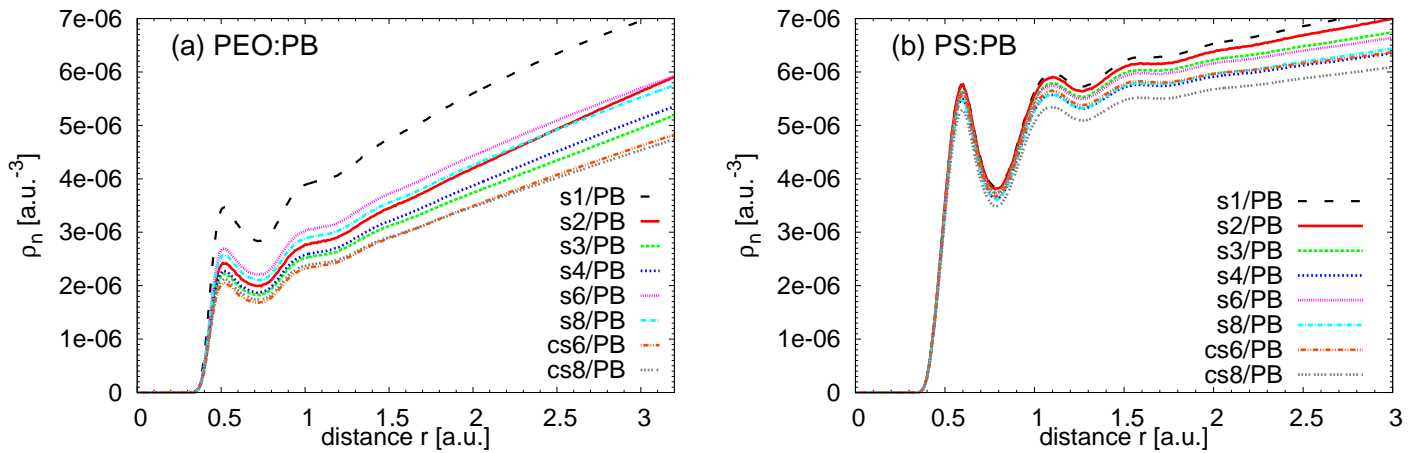 (a) PEO:PB
ρn [a.u.-3]
7e-06
6e-06
5e-06
4e-06
3e-06
2e-06
1e-06
0
s1/PB
s2/PB
s3/PB
s4/PB
s6/PB
s8/PB
cs6/PB
cs8/PB
0 0.5 1 1.5 2 2.5 3
distance r [a.u.]
(b) PS:PB
ρn [a.u.-3]
7e-06
6e-06
5e-06
4e-06
3e-06
2e-06
1e-06
0
s1/PB
s2/PB
s3/PB
s4/PB
s6/PB
s8/PB
cs6/PB
cs8/PB
0 0.5 1 1.5 2 2.5 3
distance r [a.u.]